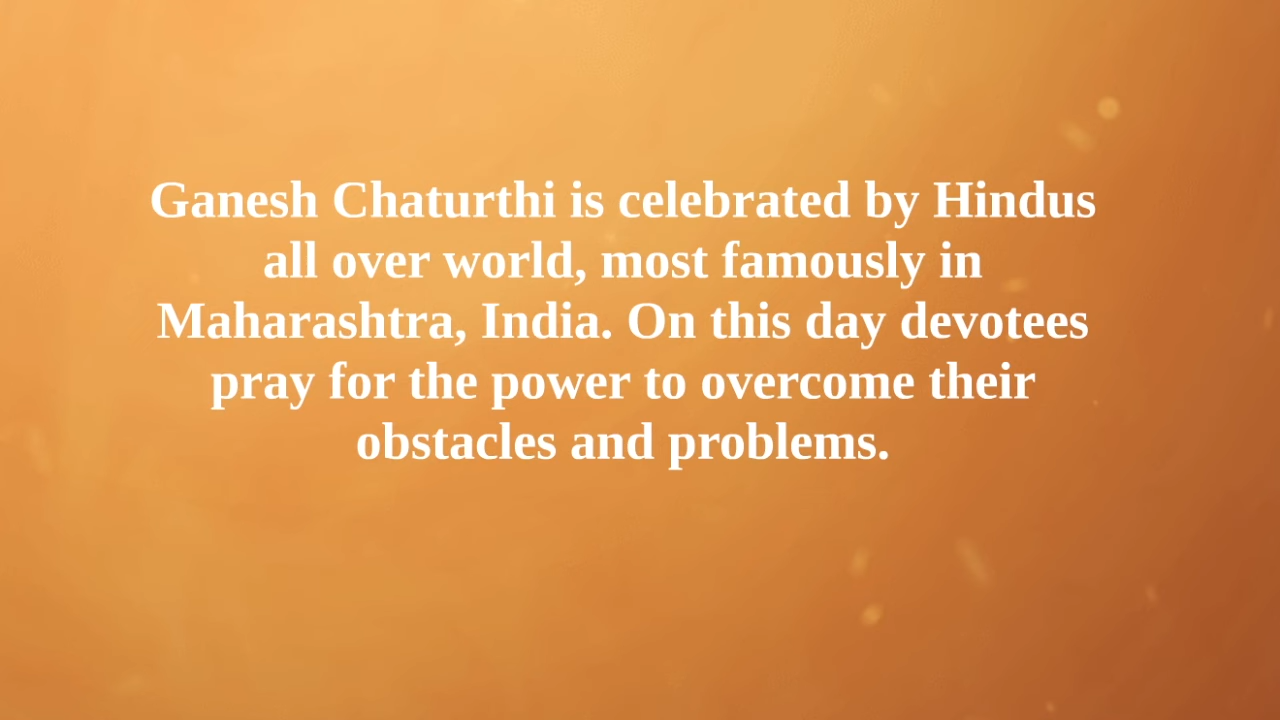 Ganesh Chaturthi is celebrated by Hindus
all over world, most famously in
Maharashtra, India. On this day devotees
pray for the power to overcome their
obstacles and problems.